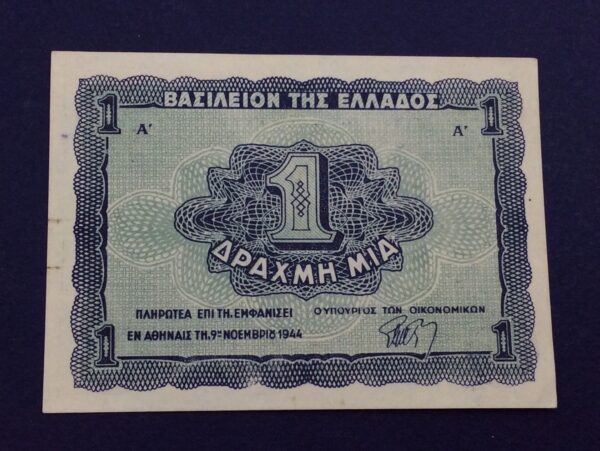 ΒΑΣΙΛΕΙΟΝ ΤΗΣ ΕΛΛΑΔΟΣ
1 1
Α' Α'
1
ΔΡΑΧΜΗ ΜΙΑ
ΠΛΗΡΩΤΕΑ ΕΠΙ ΤΗ, ΕΜΦΑΝΙΣΕΙ
ΕΝ ΑΘΗΝΑΙΣ ΤΗ, 9ῃ ΝΟΕΜΒΡΙΟΥ 1944
Ο ΥΠΟΥΡΓΟΣ ΤΩΝ ΟΙΚΟΝΟΜΙΚΩΝ
1 1